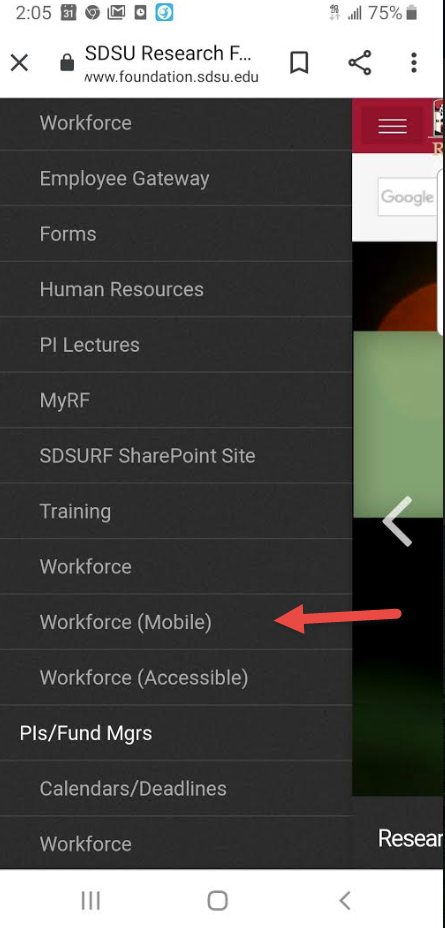 2:05
31
75%
SDSU Research F...
www.foundation.sdsu.edu
Workforce
Employee Gateway
Forms
Human Resources
PI Lectures
MyRF
SDSURF SharePoint Site
Training
Workforce
Workforce (Mobile)
Workforce (Accessible)
PIs/Fund Mgrs
Calendars/Deadlines
Workforce
R
Google
Resear